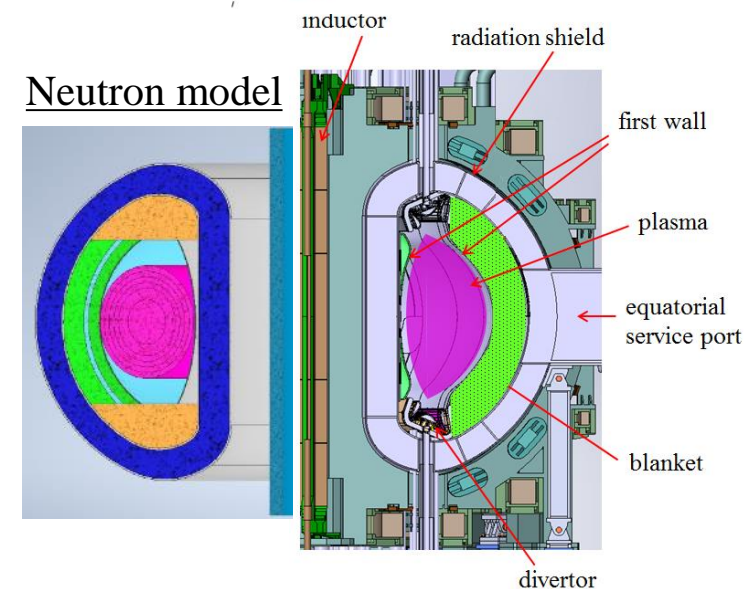 inductor
radiation shield
Neutron model
first wall
plasma
equatorial
service port
blanket
divertor